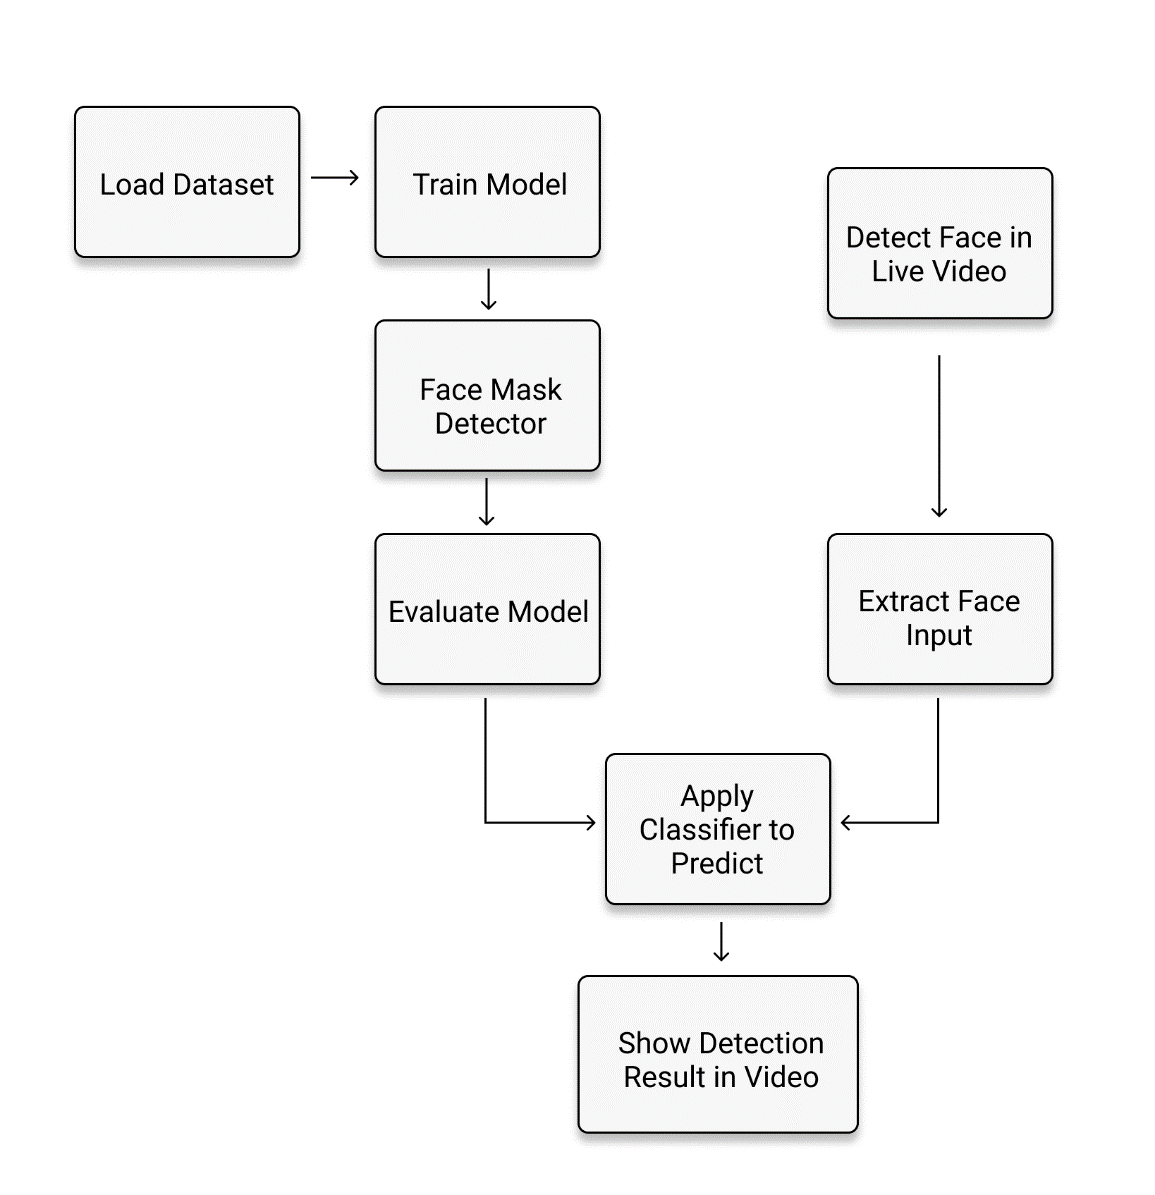 Load Dataset
Train Model
Detect Face in
Live Video
Face Mask
Detector
Evaluate Model
Extract Face
Input
Apply
Classifier to
Predict
Show Detection
Result in Video